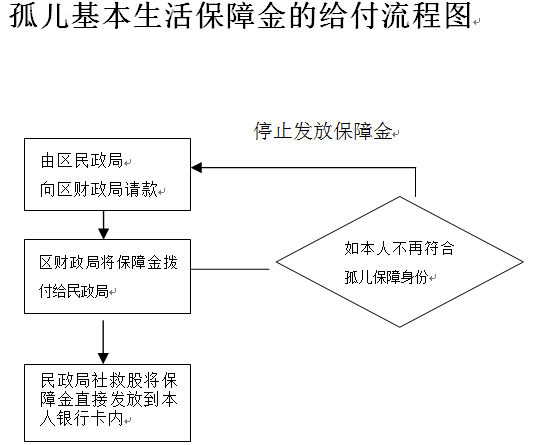 孤儿基本生活保障金的给付流程图
停止发放保障金
由区民政局
向区财政局请款
如本人不再符合
孤儿保障身份
区财政局将保障金拨
付给民政局
民政局社救股将保
障金直接发放到本
人银行卡内